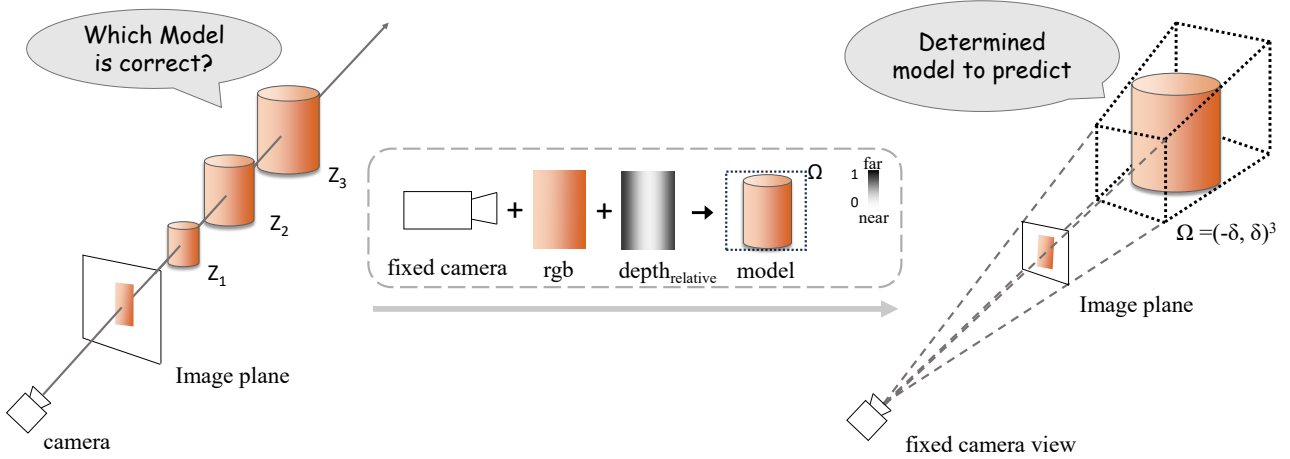 Which Model
is correct?
Z₃
Z₂
Z₁
Image plane
camera
far
1
0
near
Ω
+
+
fixed camera
rgb
depth_relative
model
Determined
model to predict
Ω =(-δ, δ)³
Image plane
fixed camera view